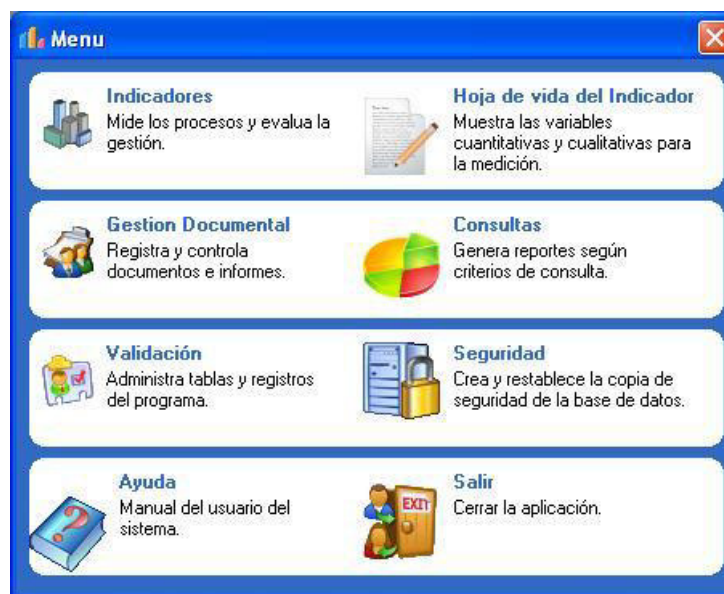 Menu
Indicadores
Mide los procesos y evalua la
gestión.
Hoja de vida del Indicador
Muestra las variables
cuantitativas y cualitativas para
la medición.
Gestion Documental
Registra y controla
documentos e informes.
Consultas
Genera reportes según
criterios de consulta.
Validación
Administra tablas y registros
del programa.
Seguridad
Crea y restablece la copia de
seguridad de la base de datos.
Ayuda
Manual del usuario del
sistema.
Salir
Cerrar la aplicación.
EXIT